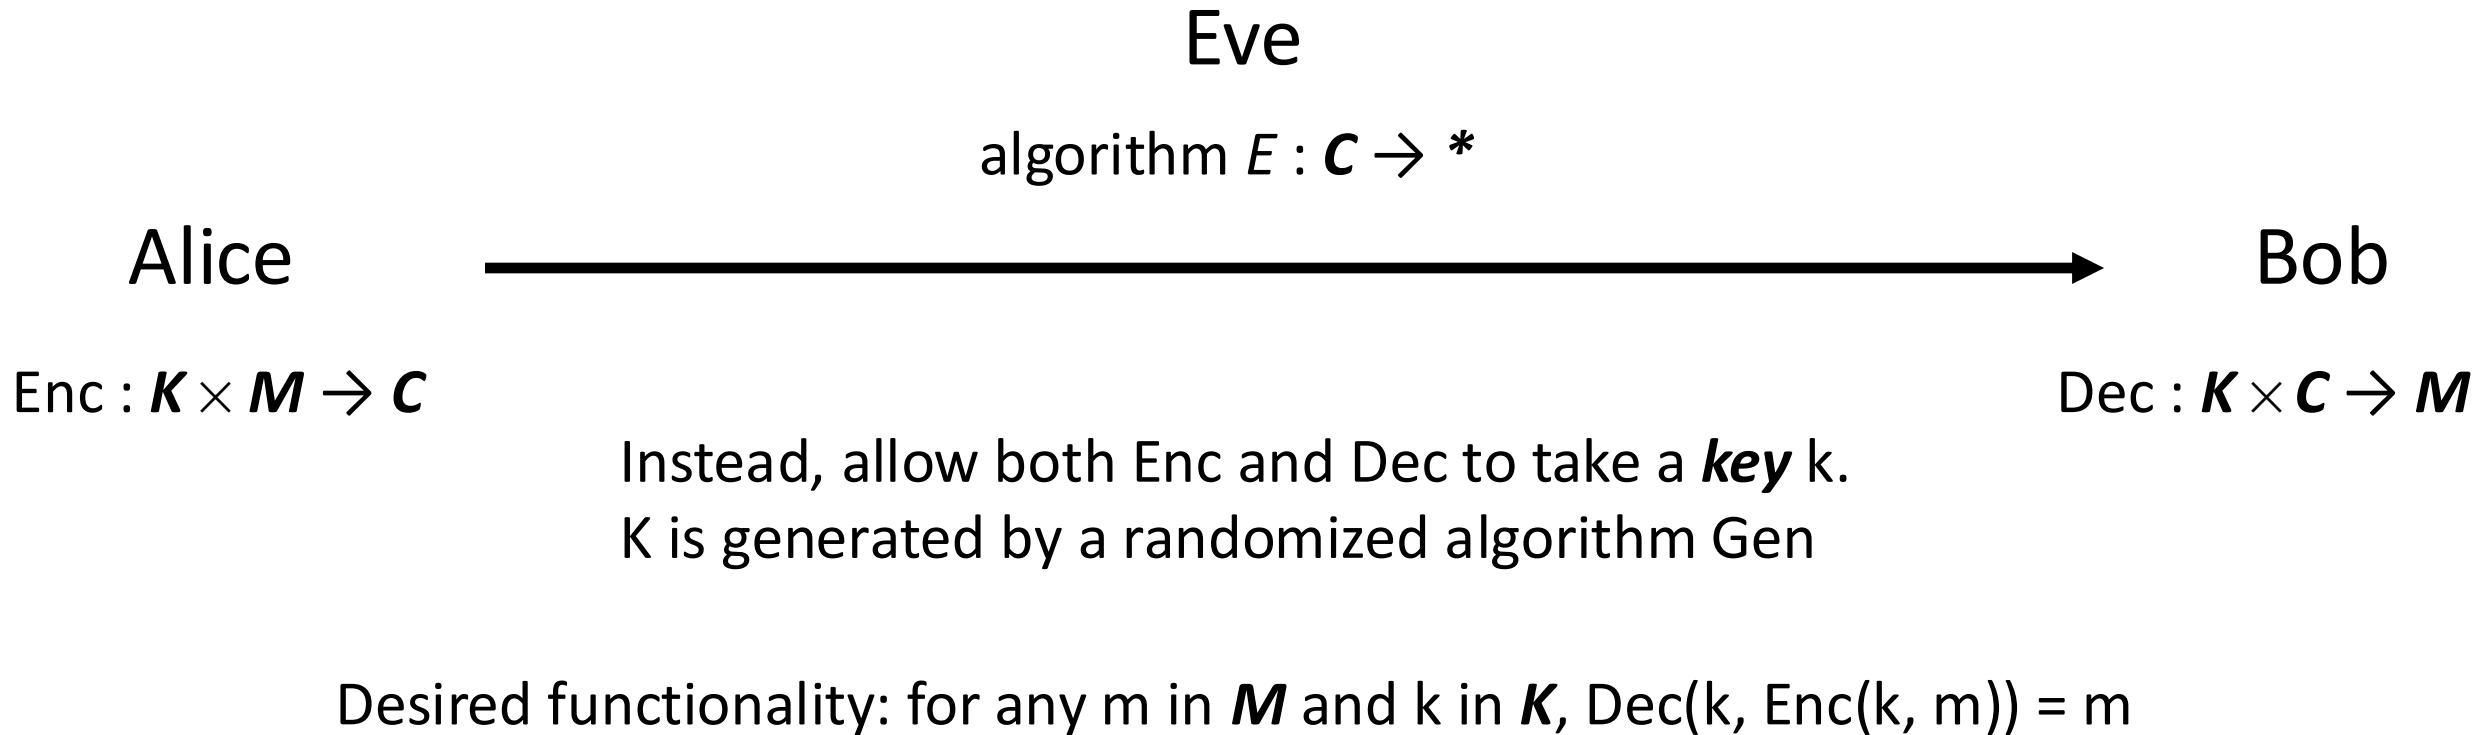 Eve
algorithm E : C → *
Alice
Bob
Enc : K × M → C
Dec : K × C → M
Instead, allow both Enc and Dec to take a key k.
K is generated by a randomized algorithm Gen
Desired functionality: for any m in M and k in K, Dec(k, Enc(k, m)) = m